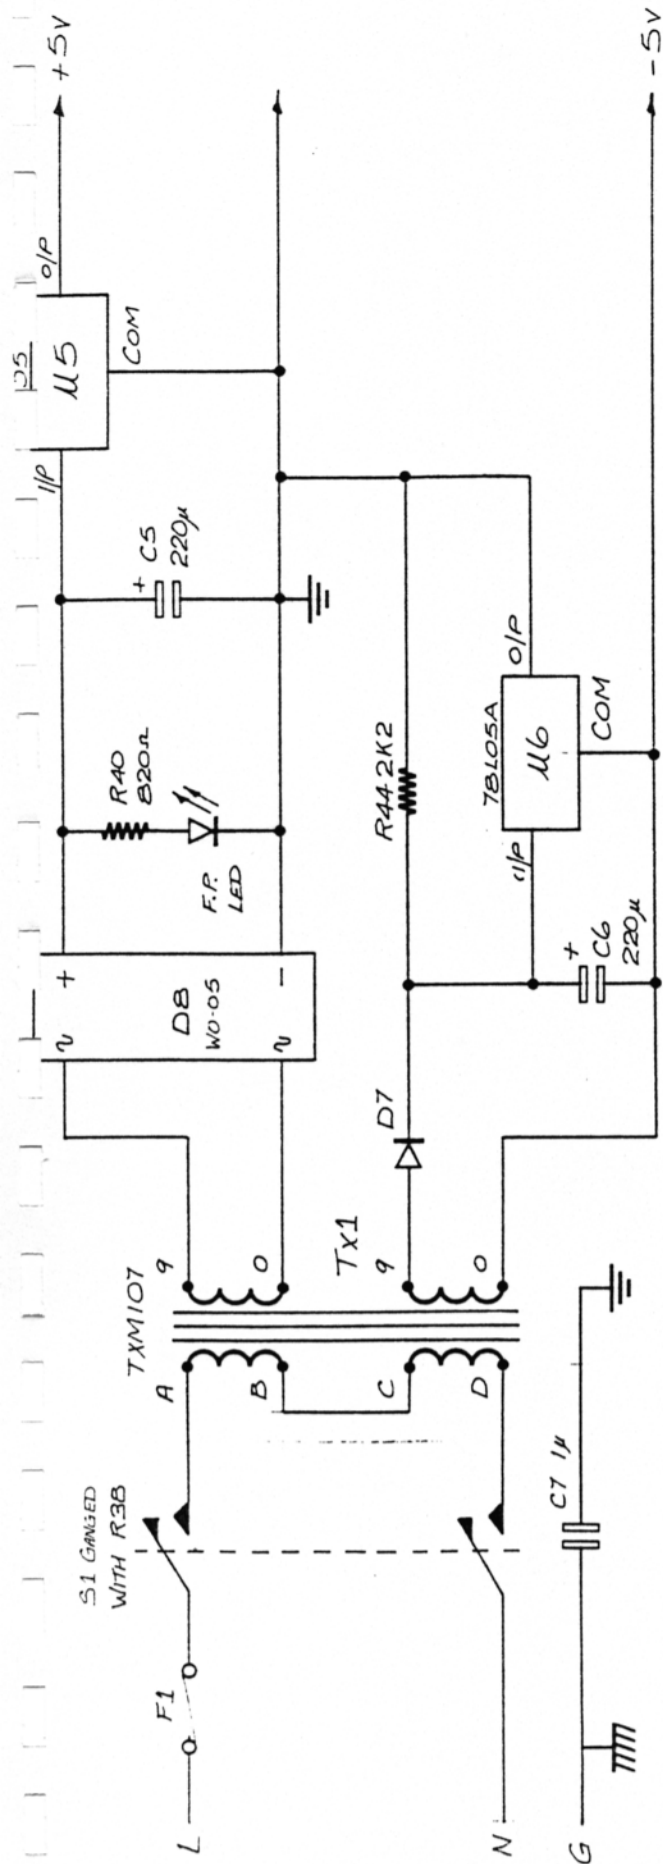 L
F1
S1 GANGED
WITH R38
N
G
C7 1µ
TXM107
A
B
C
D
9
0
Tx1
9
0
D7
~
+
D8
W0-05
~
-
R40
820Ω
F.P.
LED
+
C5
220µ
I/P
µ5
O/P
COM
+5V
R44 2K2
+
C6
220µ
I/P
78L05A
µ6
O/P
COM
-5V